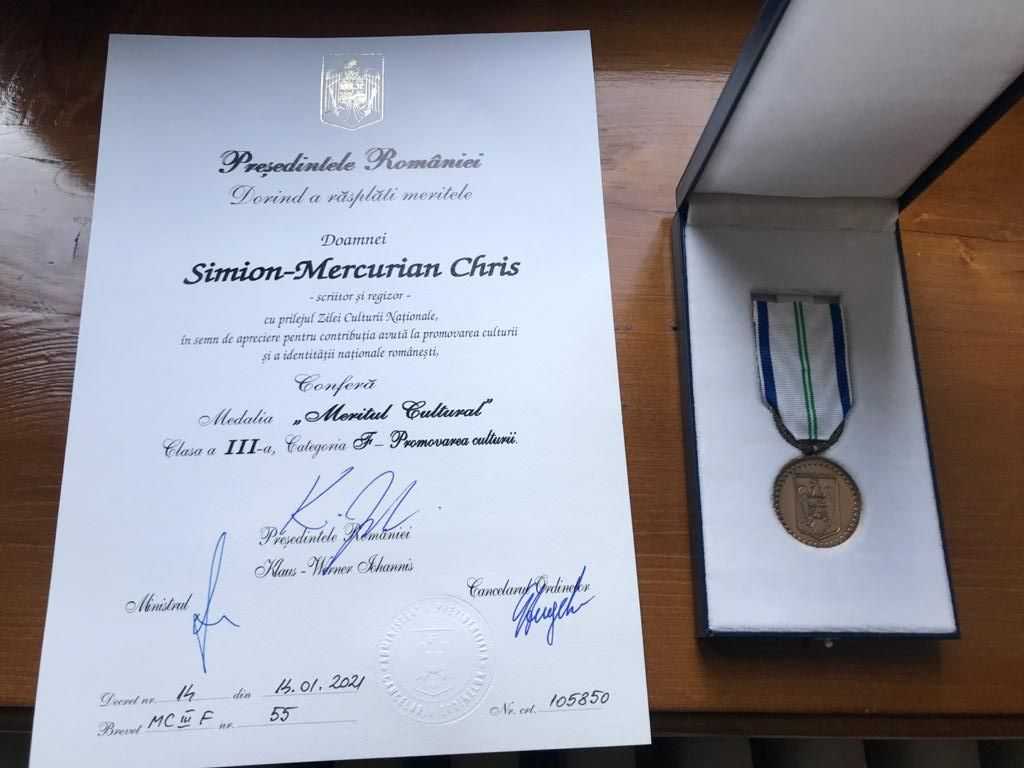 Președintele României
Dorind a răsplăti meritele
Doamnei
Simion-Mercurian Chris
- scriitor și regizor -
cu prilejul Zilei Culturii Naționale,
în semn de apreciere pentru contribuția avută la promovarea culturii
și a identității naționale românești,
Conferă
Medalia „Meritul Cultural”
Clasa a III-a, Categoria F - Promovarea culturii.
Președintele României
Klaus - Werner Iohannis
Ministrul
Cancelarul Ordinelor
Decret nr. 14 din 14.01.2021
Brevet MC III F nr. 55
Nr. crt. 105850